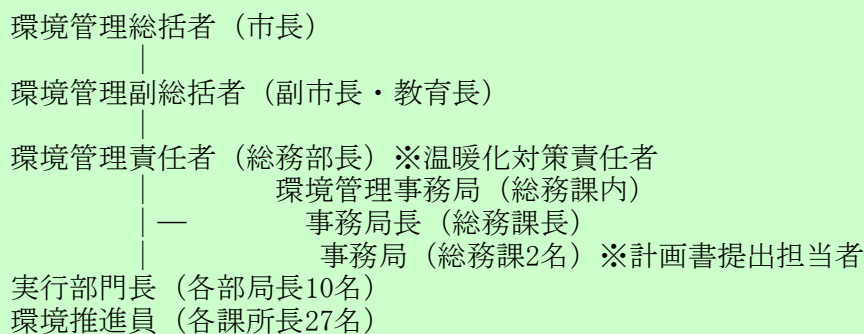 環境管理総括者（市長）
｜
環境管理副総括者（副市長・教育長）
｜
環境管理責任者（総務部長）※温暖化対策責任者
｜　環境管理事務局（総務課内）
｜―　事務局長（総務課長）
｜　事務局（総務課2名）※計画書提出担当者
実行部門長（各部局長10名）
環境推進員（各課所長27名）